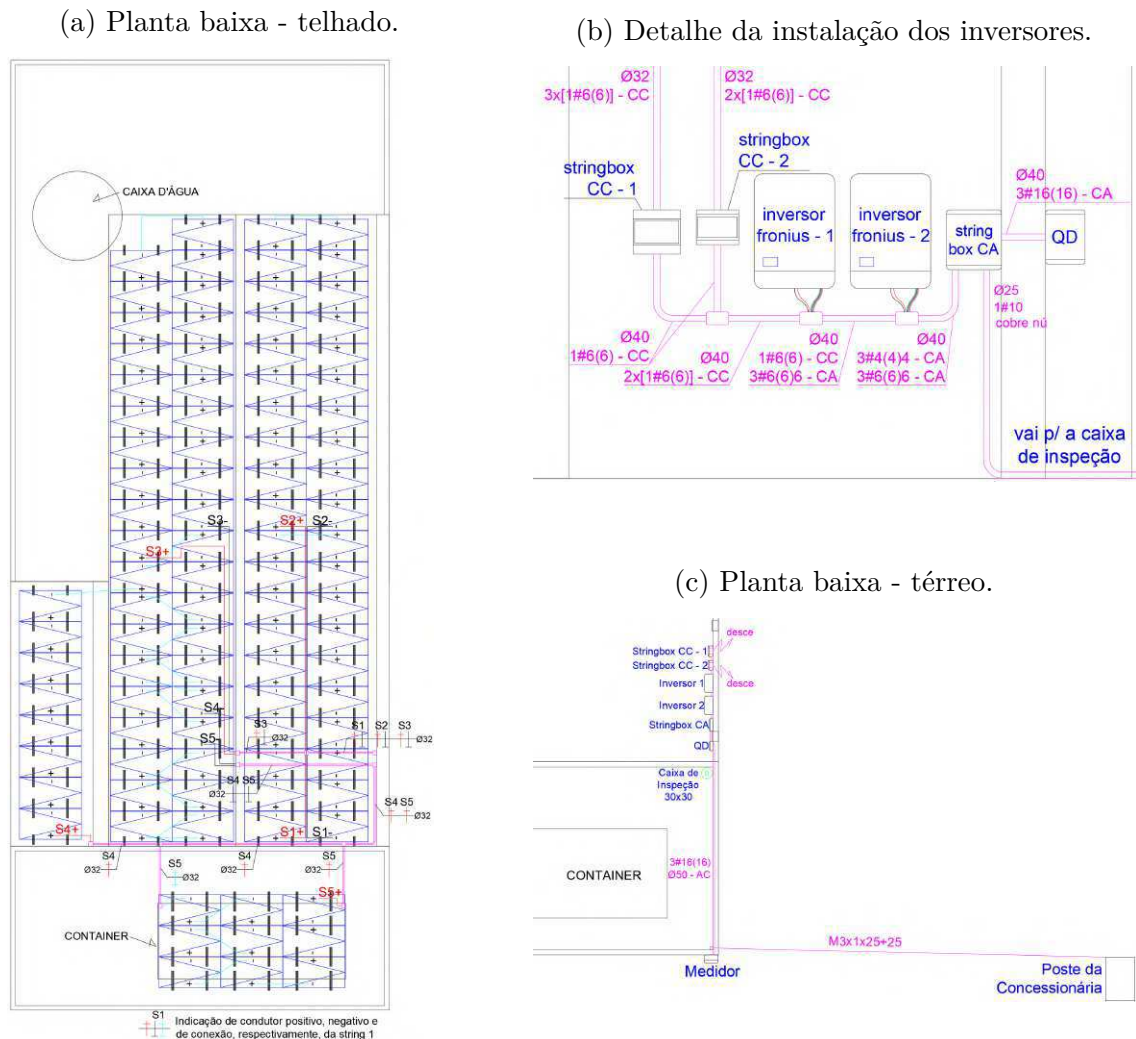 (a) Planta baixa - telhado.
CAIXA D'ÁGUA
S3-
S2+
S2-
S3+
S4-
S5-
S3
Ø32
S1
S2
S3
Ø32
S4
S5
Ø32
S4 S5
Ø32
S4+
S1+
S1-
S4
Ø32
S5
Ø32
S4
Ø32
S5
Ø32
S5+
CONTAINER
S1
Indicação de condutor positivo, negativo e
de conexão, respectivamente, da string 1
(b) Detalhe da instalação dos inversores.
Ø32
3x[1#6(6)] - CC
Ø32
2x[1#6(6)] - CC
stringbox
CC - 1
stringbox
CC - 2
inversor
fronius - 1
inversor
fronius - 2
string
box CA
Ø40
3#16(16) - CA
QD
Ø25
1#10
cobre nú
Ø40
1#6(6) - CC
Ø40
2x[1#6(6)] - CC
Ø40
1#6(6) - CC
3#6(6)6 - CA
Ø40
3#4(4)4 - CA
3#6(6)6 - CA
vai p/ a caixa
de inspeção
(c) Planta baixa - térreo.
desce
Stringbox CC - 1
Stringbox CC - 2
desce
Inversor 1
Inversor 2
Stringbox CA
QD
Caixa de
Inspeção
30x30
3#16(16)
Ø50 - AC
CONTAINER
M3x1x25+25
Medidor
Poste da
Concessionária